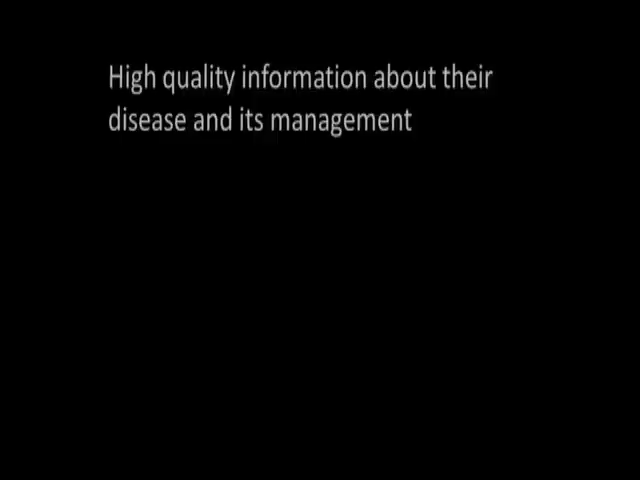 High quality information about their
disease and its management